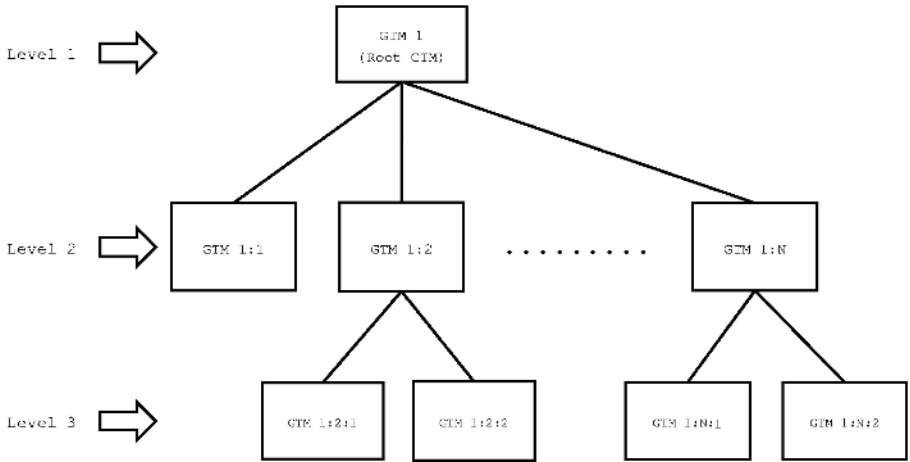 GTM 1
Level 1
(Root CTM)
Level 2
GTM 1:1
GTM 1:2
.........
GTM 1:N
Level 3
GTM 1:2:1
GTM 1:2:2
GTM 1:N:1
GTM 1:N:2